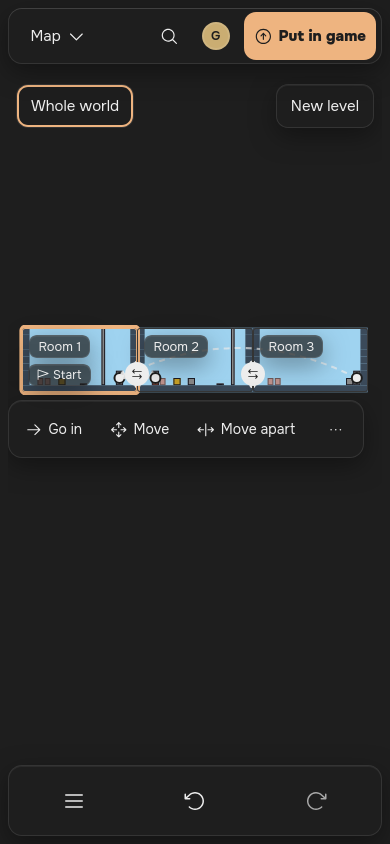 Map
G
Put in game
Whole world
New level
Room 1
Room 2
Room 3
Start
Go in
Move
Move apart